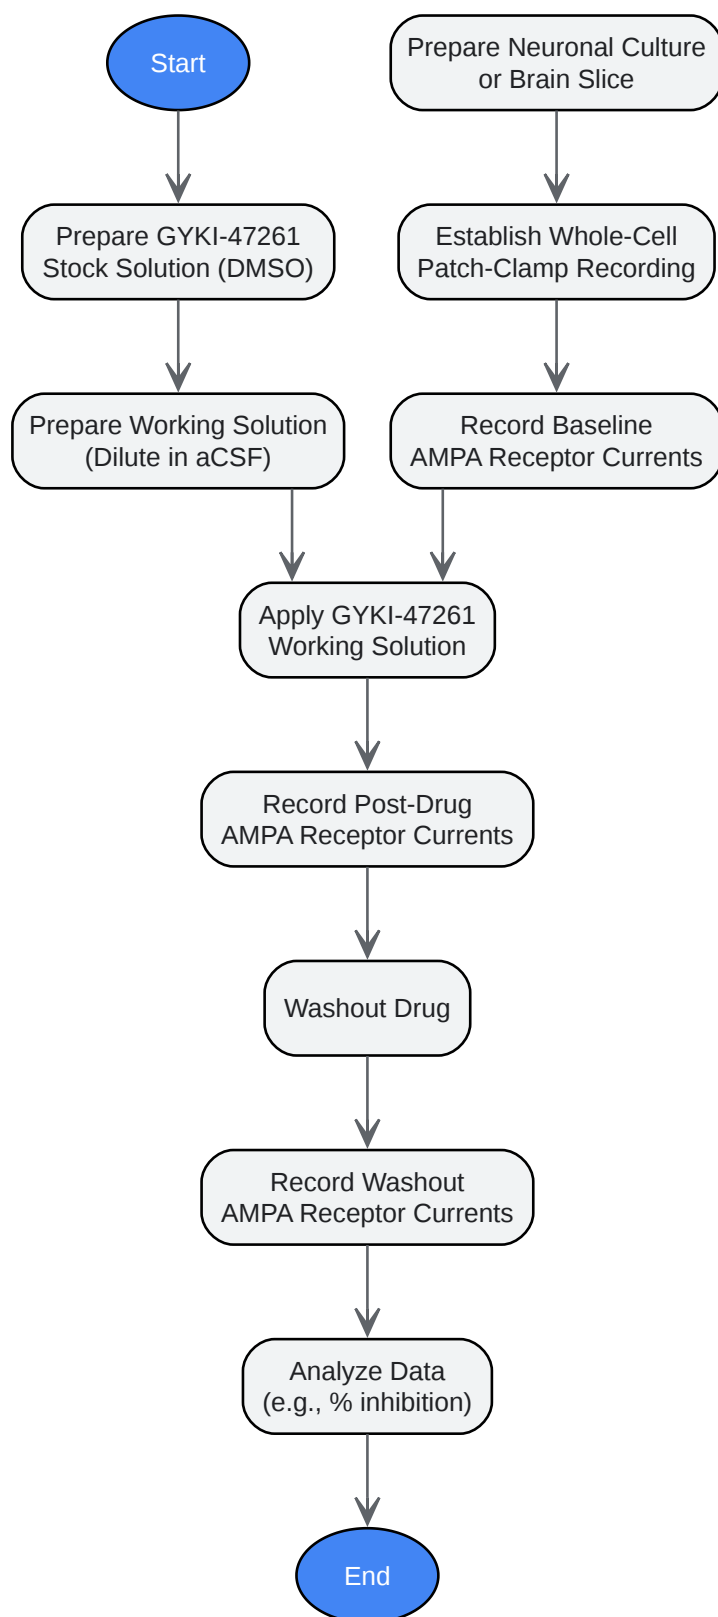 Start
Prepare Neuronal Culture
or Brain Slice
Prepare GYKI-47261
Stock Solution (DMSO)
Establish Whole-Cell
Patch-Clamp Recording
Prepare Working Solution
(Dilute in aCSF)
Record Baseline
AMPA Receptor Currents
Apply GYKI-47261
Working Solution
Record Post-Drug
AMPA Receptor Currents
Washout Drug
Record Washout
AMPA Receptor Currents
Analyze Data
(e.g., % inhibition)
End